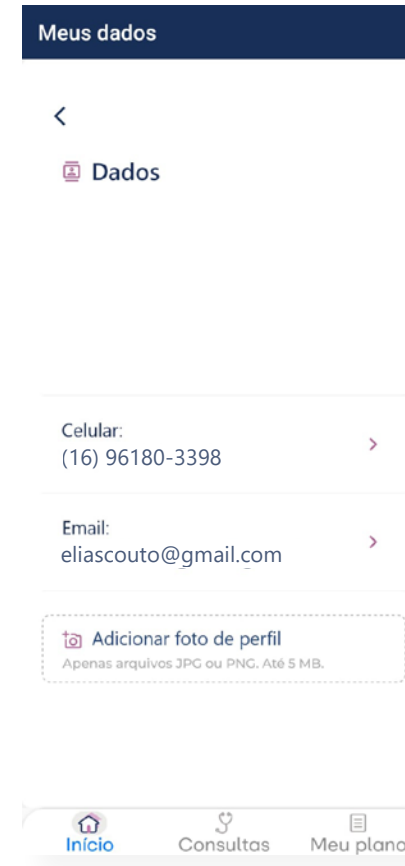 Meus dados
Dados
Celular:
(16) 96180-3398
Email:
eliascouto@gmail.com
Adicionar foto de perfil
Apenas arquivos JPG ou PNG. Até 5 MB.
Início Consultas Meu plano